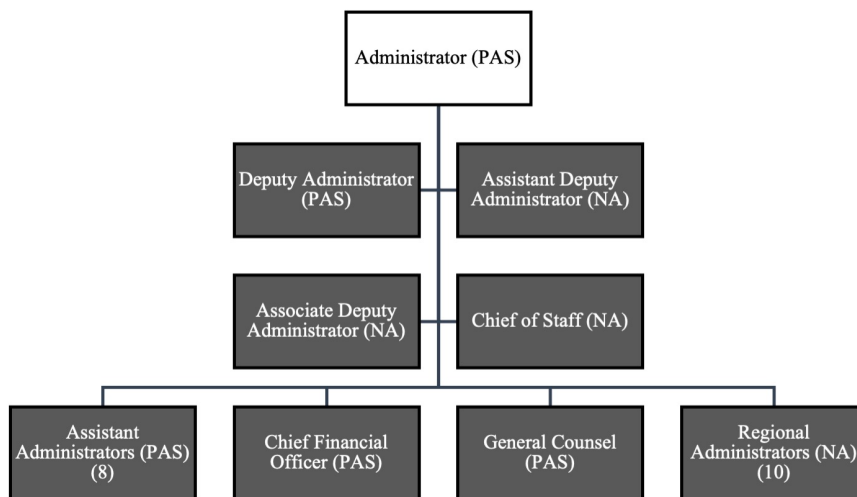 Administrator (PAS)
Deputy Administrator
(PAS)
Assistant Deputy
Administrator (NA)
Associate Deputy
Administrator (NA)
Chief of Staff (NA)
Assistant
Administrators (PAS)
(8)
Chief Financial
Officer (PAS)
General Counsel
(PAS)
Regional
Administrators (NA)
(10)